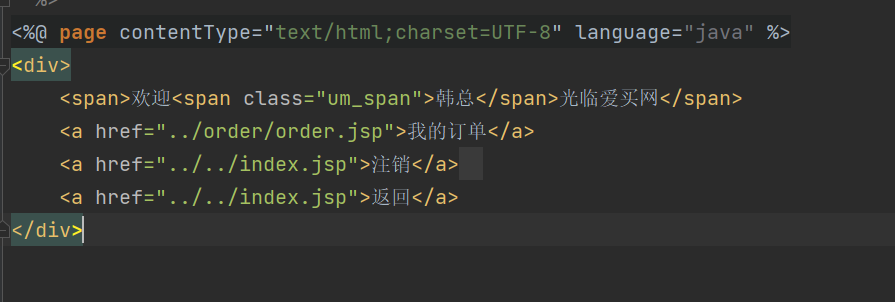 %>
<%@ page contentType="text/html;charset=UTF-8" language="java" %>
<div>
<span>欢迎<span class="um_span">韩总</span>光临爱买网</span>
<a href="../order/order.jsp">我的订单</a>
<a href="../../index.jsp">注销</a>
<a href="../../index.jsp">返回</a>
</div>